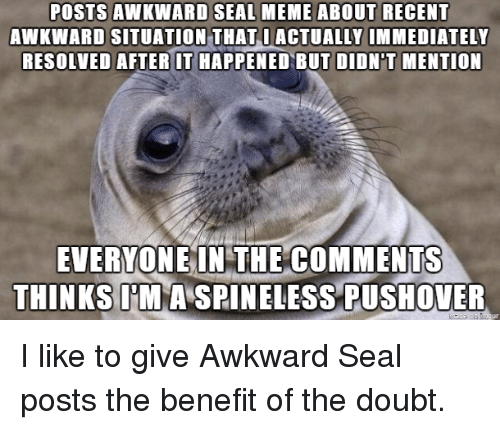 POSTS AWKWARD SEAL MEME ABOUT RECENT
AWKWARD SITUATION THAT I ACTUALLY IMMEDIATELY
RESOLVED AFTER IT HAPPENED BUT DIDN'T MENTION
EVERYONE IN THE COMMENTS
THINKS I'M A SPINELESS PUSHOVER
I like to give Awkward Seal
posts the benefit of the doubt.